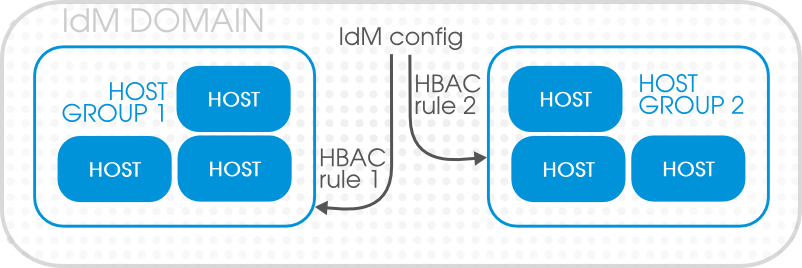 IdM DOMAIN
IdM config
HOST
GROUP 1
HOST
HOST
HOST
HBAC
rule 1
HBAC
rule 2
HOST
HOST
GROUP 2
HOST
HOST